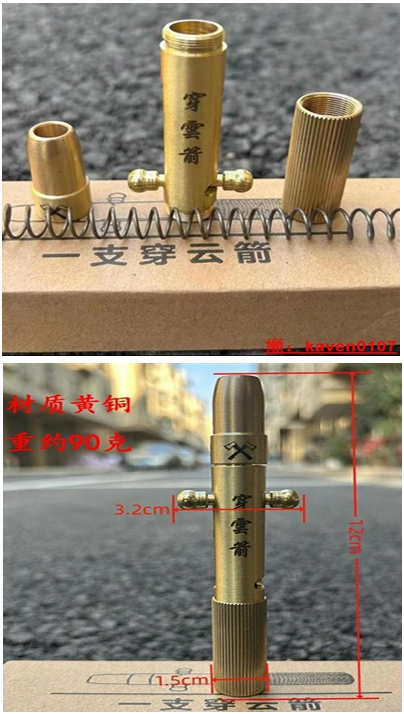 穿雲箭
一支穿云箭
kaven0107
材质黄铜
重约90克
3.2cm
穿雲箭
12cm
1.5cm
一支穿云箭